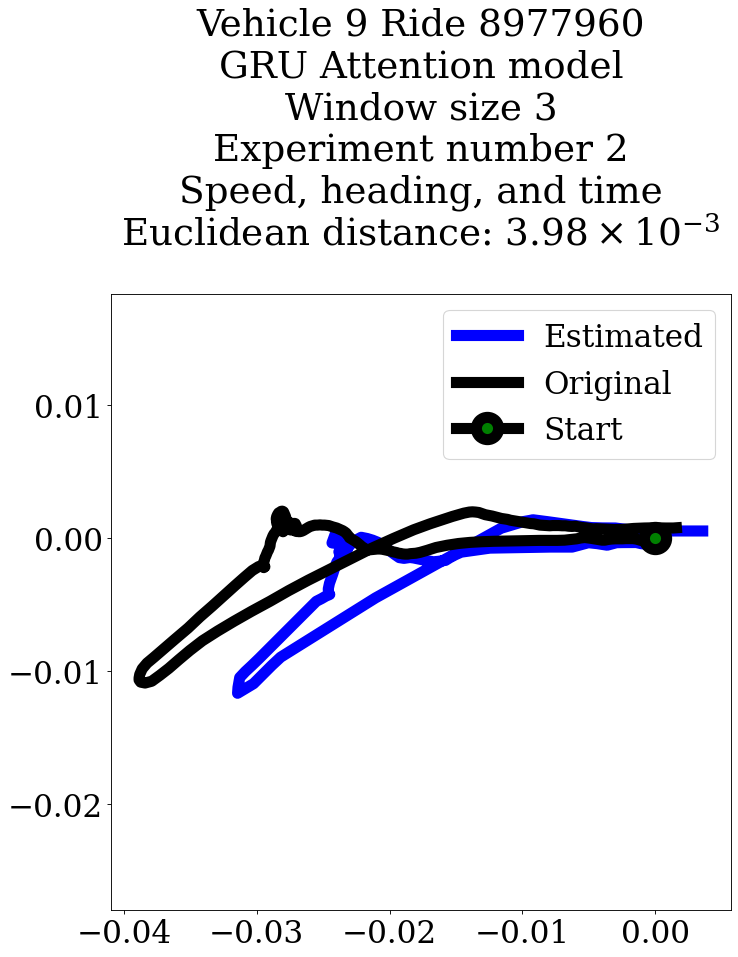 Vehicle 9 Ride 8977960
GRU Attention model
Window size 3
Experiment number 2
Speed, heading, and time
Euclidean distance: 3.98 × 10⁻³
Estimated
Original
Start
0.01
0.00
−0.01
−0.02
−0.04 −0.03 −0.02 −0.01 0.00